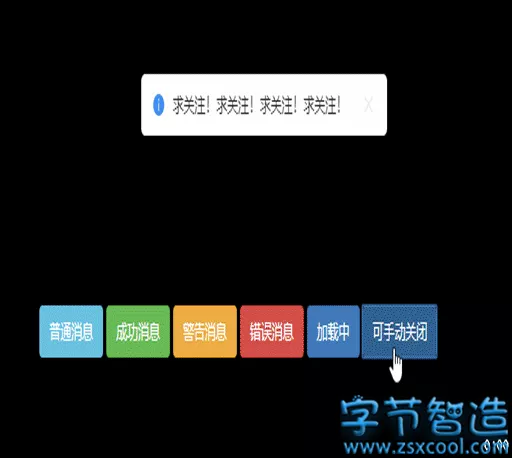 求关注！求关注！求关注！求关注！
普通消息 成功消息 警告消息 错误消息 加载中 可手动关闭
字节智造
www.zsxcool.com
0:00